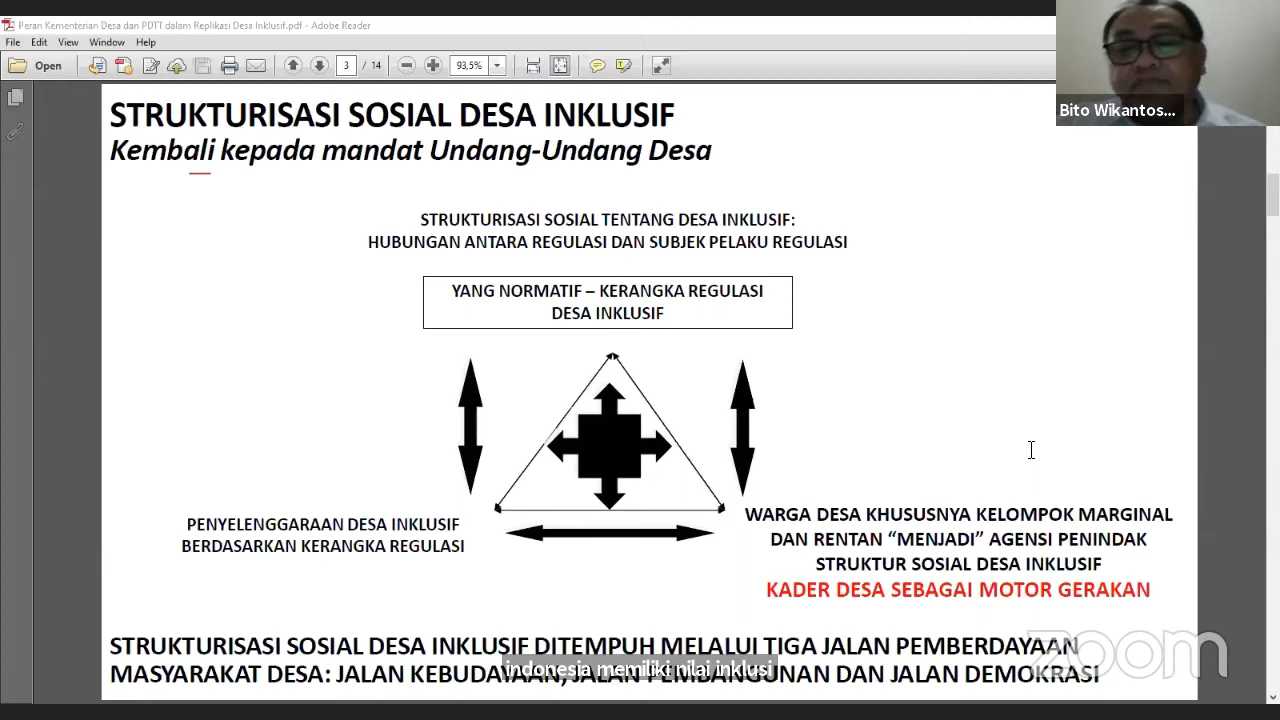 Peran Kementerian Desa dan PDTT dalam Replikasi Desa Inklusif.pdf - Adobe Reader
File Edit View Window Help
Open 3 / 14 93,5%
Bito Wikantos...
STRUKTURISASI SOSIAL DESA INKLUSIF
Kembali kepada mandat Undang-Undang Desa
STRUKTURISASI SOSIAL TENTANG DESA INKLUSIF:
HUBUNGAN ANTARA REGULASI DAN SUBJEK PELAKU REGULASI
YANG NORMATIF – KERANGKA REGULASI
DESA INKLUSIF
PENYELENGGARAAN DESA INKLUSIF
BERDASARKAN KERANGKA REGULASI
WARGA DESA KHUSUSNYA KELOMPOK MARGINAL
DAN RENTAN “MENJADI” AGENSI PENINDAK
STRUKTUR SOSIAL DESA INKLUSIF
KADER DESA SEBAGAI MOTOR GERAKAN
STRUKTURISASI SOSIAL DESA INKLUSIF DITEMPUH MELALUI TIGA JALAN PEMBERDAYAAN
MASYARAKAT DESA: JALAN KEBUDAYAAN, JALAN PEMBANGUNAN DAN JALAN DEMOKRASI
indonesia memiliki nilai inklusi
zoom